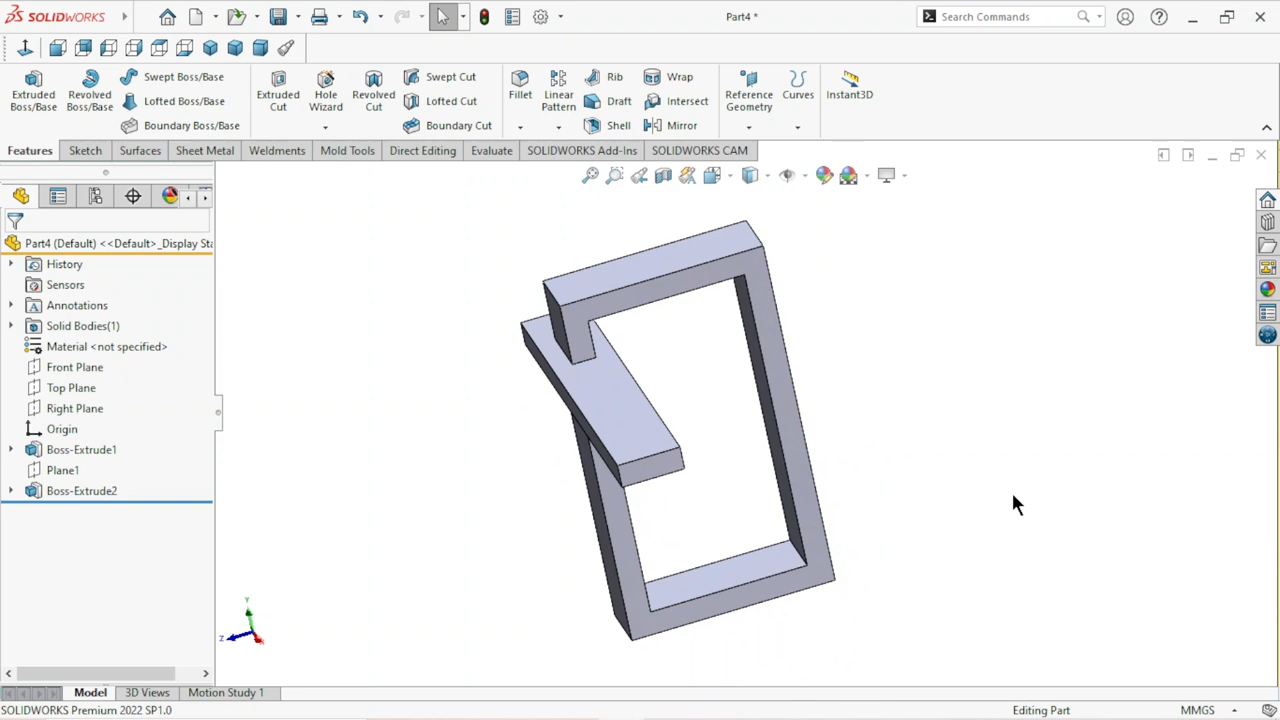 SOLIDWORKS
Part4 *
Search Commands
Extruded Boss/Base
Revolved Boss/Base
Swept Boss/Base
Lofted Boss/Base
Boundary Boss/Base
Extruded Cut
Hole Wizard
Revolved Cut
Swept Cut
Lofted Cut
Boundary Cut
Fillet
Linear Pattern
Rib
Draft
Shell
Wrap
Intersect
Mirror
Reference Geometry
Curves
Instant3D
Features Sketch Surfaces Sheet Metal Weldments Mold Tools Direct Editing Evaluate SOLIDWORKS Add-Ins SOLIDWORKS CAM
Part4 (Default) <<Default>_Display Sta
History
Sensors
Annotations
Solid Bodies(1)
Material <not specified>
Front Plane
Top Plane
Right Plane
Origin
Boss-Extrude1
Plane1
Boss-Extrude2
Y
Z
Model 3D Views Motion Study 1
SOLIDWORKS Premium 2022 SP1.0
Editing Part
MMGS